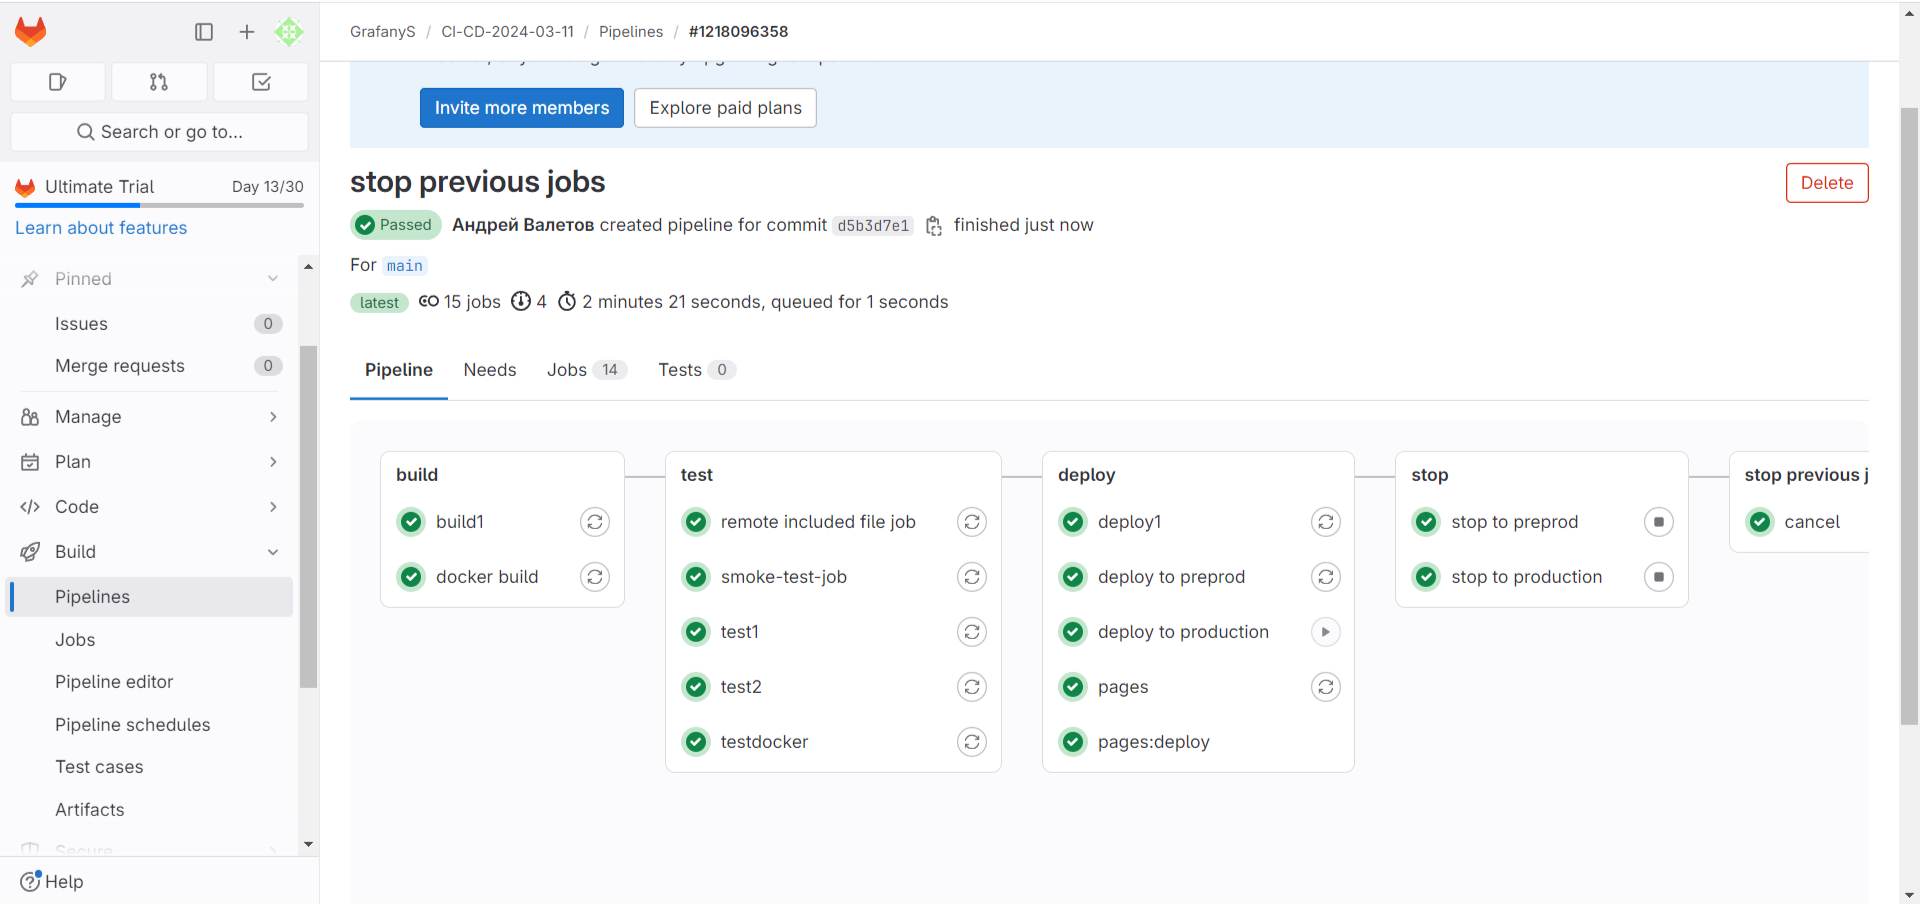 GrafanyS / CI-CD-2024-03-11 / Pipelines / #1218096358
Search or go to...
Ultimate Trial Day 13/30
Learn about features
Pinned
Issues 0
Merge requests 0
Manage
Plan
Code
Build
Pipelines
Jobs
Pipeline editor
Pipeline schedules
Test cases
Artifacts
Secure
Help
Invite more members Explore paid plans
stop previous jobs
Delete
Passed Андрей Валетов created pipeline for commit d5b3d7e1 finished just now
For main
latest 15 jobs 4 2 minutes 21 seconds, queued for 1 seconds
Pipeline Needs Jobs 14 Tests 0
build
build1
docker build
test
remote included file job
smoke-test-job
test1
test2
testdocker
deploy
deploy1
deploy to preprod
deploy to production
pages
pages:deploy
stop
stop to preprod
stop to production
stop previous j
cancel